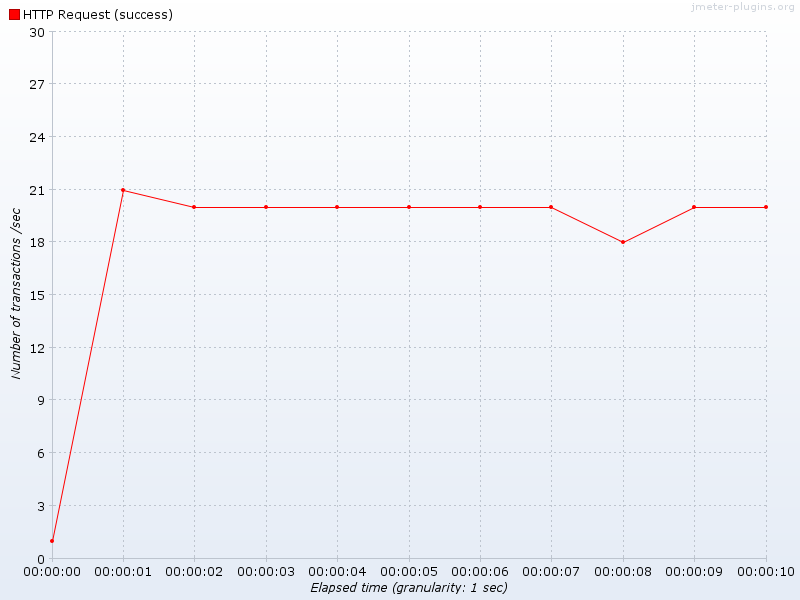 jmeter-plugins.org
HTTP Request (success)
30
27
24
21
18
15
12
9
6
3
0
Number of transactions /sec
00:00:00 00:00:01 00:00:02 00:00:03 00:00:04 00:00:05 00:00:06 00:00:07 00:00:08 00:00:09 00:00:10
Elapsed time (granularity: 1 sec)